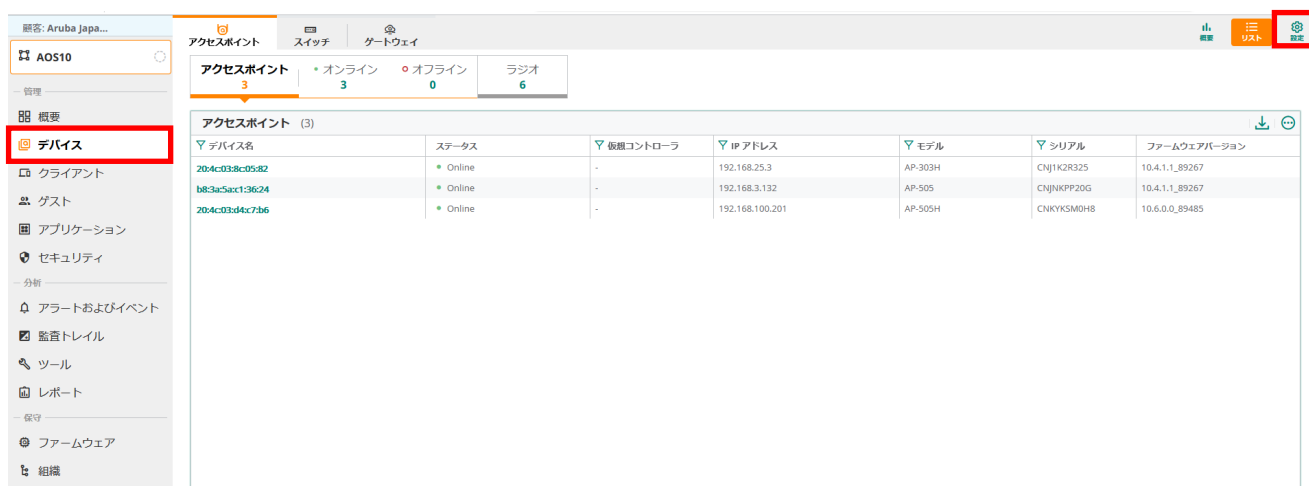 顧客: Aruba Japa...
AOS10
管理
概要
デバイス
クライアント
ゲスト
アプリケーション
セキュリティ
分析
アラートおよびイベント
監査トレイル
ツール
レポート
保守
ファームウェア
組織
アクセスポイント スイッチ ゲートウェイ
概要 リスト 設定
アクセスポイント オンライン オフライン ラジオ
3 3 0 6
アクセスポイント (3)
デバイス名 ステータス 仮想コントローラ IP アドレス モデル シリアル ファームウェアバージョン
20:4c:03:8c:05:82 Online - 192.168.25.3 AP-303H CNJ1K2R325 10.4.1.1_89267
b8:3a:5a:c1:36:24 Online - 192.168.3.132 AP-505 CNJNKPP20G 10.4.1.1_89267
20:4c:03:d4:c7:b6 Online - 192.168.100.201 AP-505H CNKYKSM0H8 10.6.0.0_89485